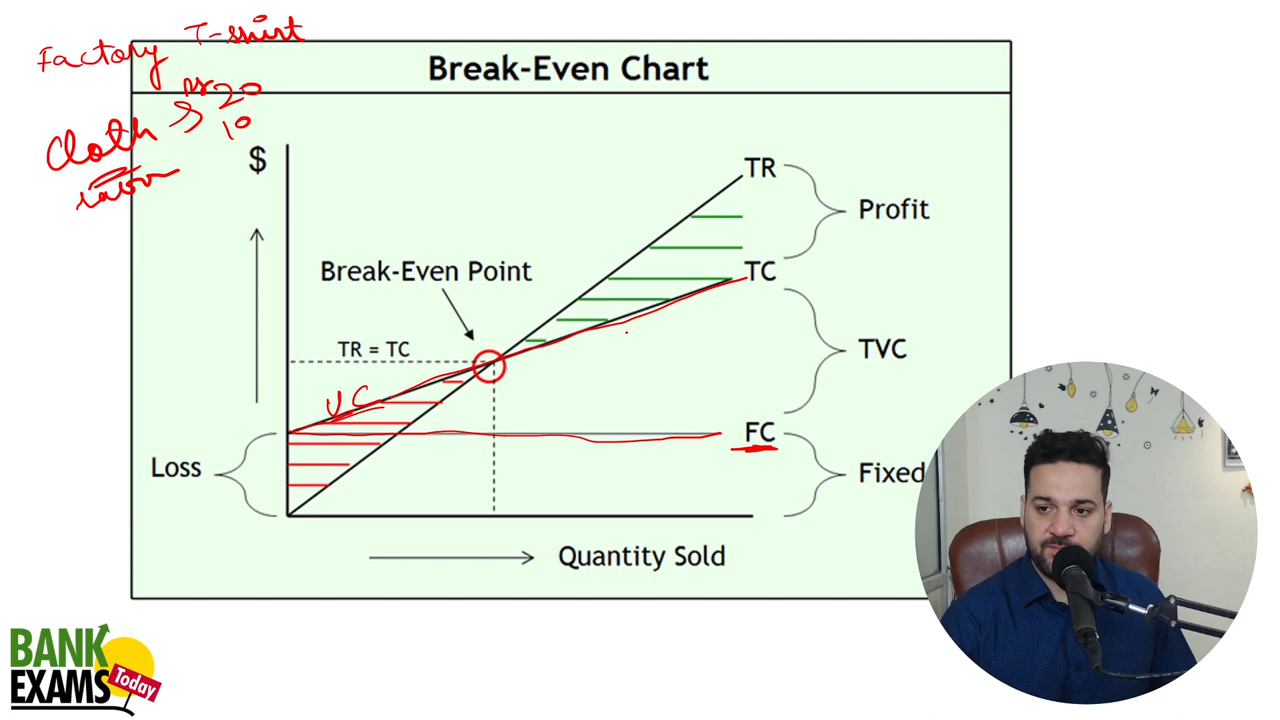 Factory T-shirt
Break-Even Chart
Rs 20
10
Cloth
$
TR
Profit
TC
Break-Even Point
TR = TC
TVC
VC
FC
Loss
Fixed
Quantity Sold
BANK
EXAMS
Today